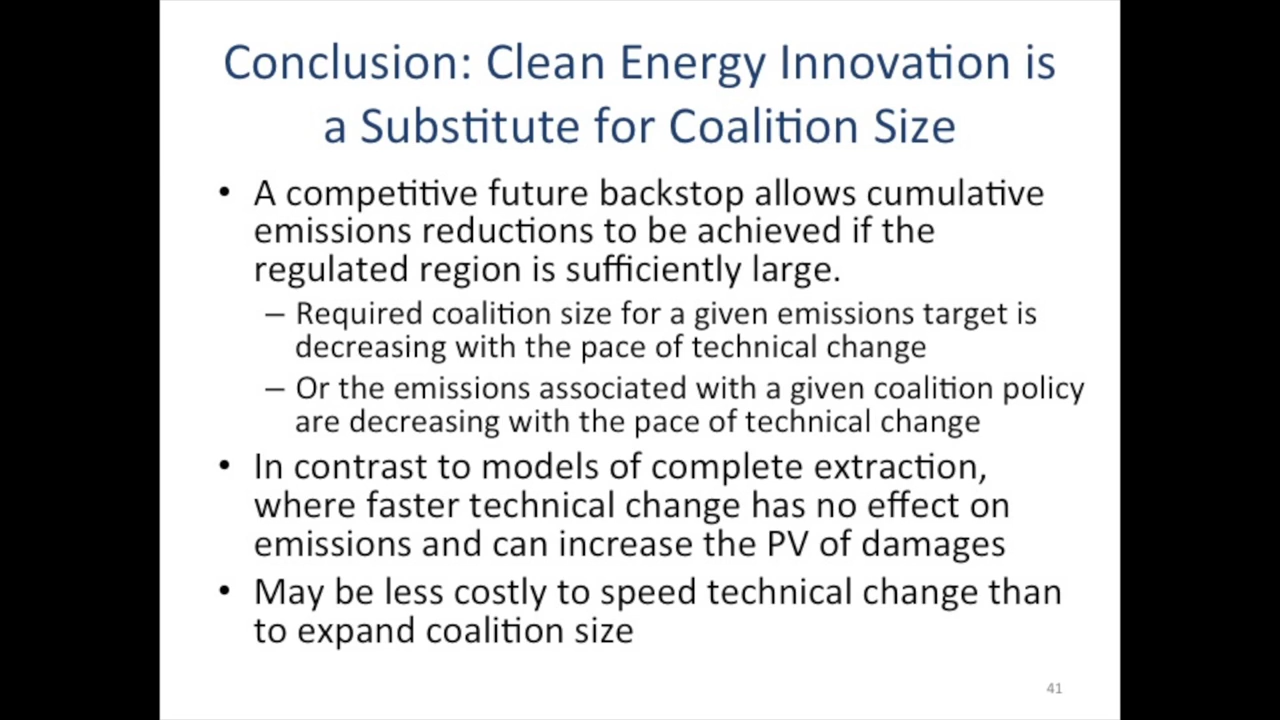 Conclusion: Clean Energy Innovation is
a Substitute for Coalition Size
• A competitive future backstop allows cumulative
emissions reductions to be achieved if the
regulated region is sufficiently large.
– Required coalition size for a given emissions target is
decreasing with the pace of technical change
– Or the emissions associated with a given coalition policy
are decreasing with the pace of technical change
• In contrast to models of complete extraction,
where faster technical change has no effect on
emissions and can increase the PV of damages
• May be less costly to speed technical change than
to expand coalition size
41